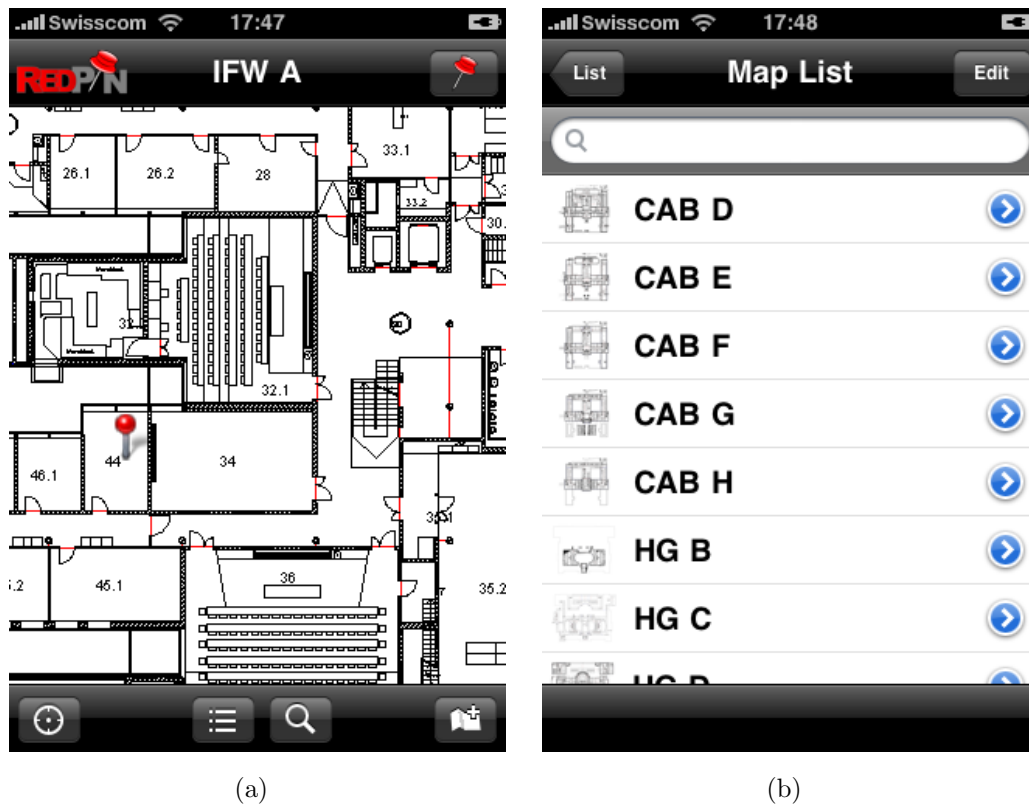 Swisscom 17:47
REDPIN IFW A
33.1
26.1 26.2 28
33.2
30.
32.1
44 34
46.1
45.1
36
35.2
(a)
Swisscom 17:48
List Map List Edit
CAB D
CAB E
CAB F
CAB G
CAB H
HG B
HG C
HG D
(b)